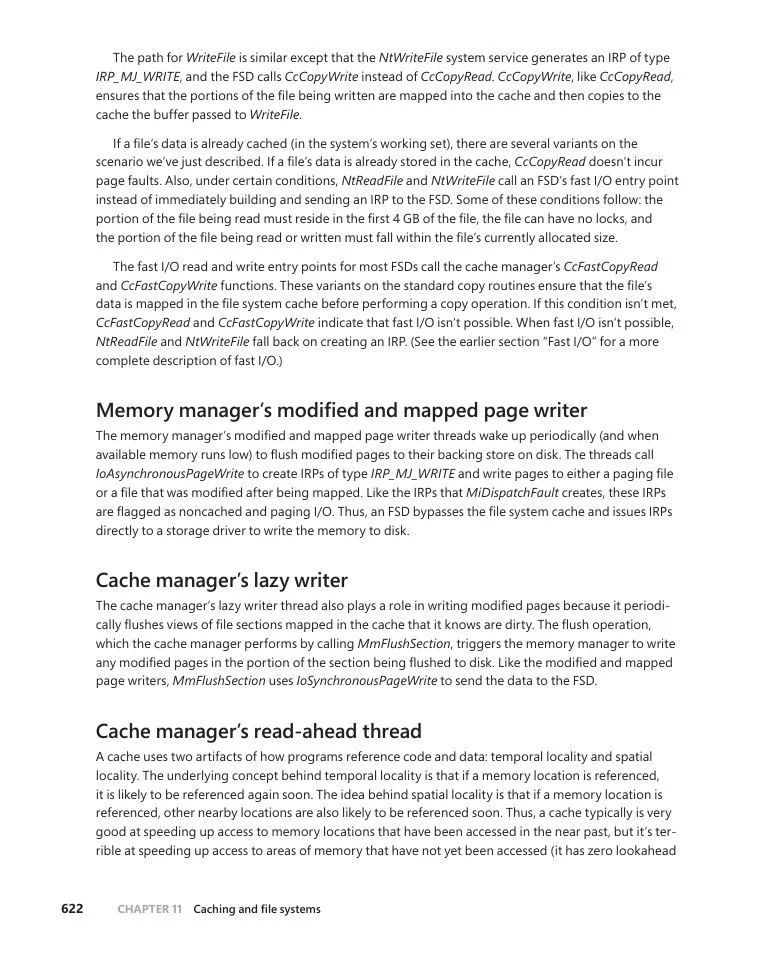 The path for WriteFile is similar except that the NtWriteFile system service generates an IRP of type
IRP_MJ_WRITE, and the FSD calls CcCopyWrite instead of CcCopyRead. CcCopyWrite, like CcCopyRead,
ensures that the portions of the file being written are mapped into the cache and then copies to the
cache the buffer passed to WriteFile.
If a file’s data is already cached (in the system’s working set), there are several variants on the
scenario we’ve just described. If a file’s data is already stored in the cache, CcCopyRead doesn’t incur
page faults. Also, under certain conditions, NtReadFile and NtWriteFile call an FSD’s fast I/O entry point
instead of immediately building and sending an IRP to the FSD. Some of these conditions follow: the
portion of the file being read must reside in the first 4 GB of the file, the file can have no locks, and
the portion of the file being read or written must fall within the file’s currently allocated size.
The fast I/O read and write entry points for most FSDs call the cache manager’s CcFastCopyRead
and CcFastCopyWrite functions. These variants on the standard copy routines ensure that the file’s
data is mapped in the file system cache before performing a copy operation. If this condition isn’t met,
CcFastCopyRead and CcFastCopyWrite indicate that fast I/O isn’t possible. When fast I/O isn’t possible,
NtReadFile and NtWriteFile fall back on creating an IRP. (See the earlier section “Fast I/O” for a more
complete description of fast I/O.)
Memory manager’s modified and mapped page writer
The memory manager’s modified and mapped page writer threads wake up periodically (and when
available memory runs low) to flush modified pages to their backing store on disk. The threads call
IoAsynchronousPageWrite to create IRPs of type IRP_MJ_WRITE and write pages to either a paging file
or a file that was modified after being mapped. Like the IRPs that MiDispatchFault creates, these IRPs
are flagged as noncached and paging I/O. Thus, an FSD bypasses the file system cache and issues IRPs
directly to a storage driver to write the memory to disk.
Cache manager’s lazy writer
The cache manager’s lazy writer thread also plays a role in writing modified pages because it periodi-
cally flushes views of file sections mapped in the cache that it knows are dirty. The flush operation,
which the cache manager performs by calling MmFlushSection, triggers the memory manager to write
any modified pages in the portion of the section being flushed to disk. Like the modified and mapped
page writers, MmFlushSection uses IoSynchronousPageWrite to send the data to the FSD.
Cache manager’s read-ahead thread
A cache uses two artifacts of how programs reference code and data: temporal locality and spatial
locality. The underlying concept behind temporal locality is that if a memory location is referenced,
it is likely to be referenced again soon. The idea behind spatial locality is that if a memory location is
referenced, other nearby locations are also likely to be referenced soon. Thus, a cache typically is very
good at speeding up access to memory locations that have been accessed in the near past, but it’s ter-
rible at speeding up access to areas of memory that have not yet been accessed (it has zero lookahead
622 CHAPTER 11 Caching and file systems